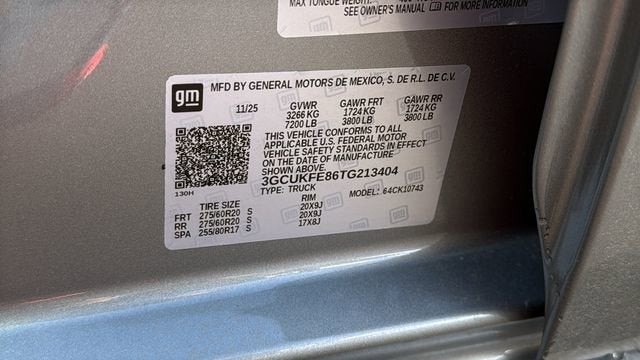 MAX TONGUE WEIGHT:
SEE OWNER'S MANUAL FOR MORE INFORMATION
gm
MFD BY GENERAL MOTORS DE MEXICO, S. DE R.L. DE C.V.
11/25 GVWR GAWR FRT GAWR RR
3266 KG 1724 KG 1724 KG
7200 LB 3800 LB 3800 LB
THIS VEHICLE CONFORMS TO ALL
APPLICABLE U.S. FEDERAL MOTOR
VEHICLE SAFETY STANDARDS IN EFFECT
ON THE DATE OF MANUFACTURE
SHOWN ABOVE
3GCUKFE86TG213404
130H
TYPE: TRUCK MODEL: 64CK10743
TIRE SIZE RIM
FRT 275/60R20 S 20X9J
RR 275/60R20 S 20X9J
SPA 255/80R17 S 17X8J